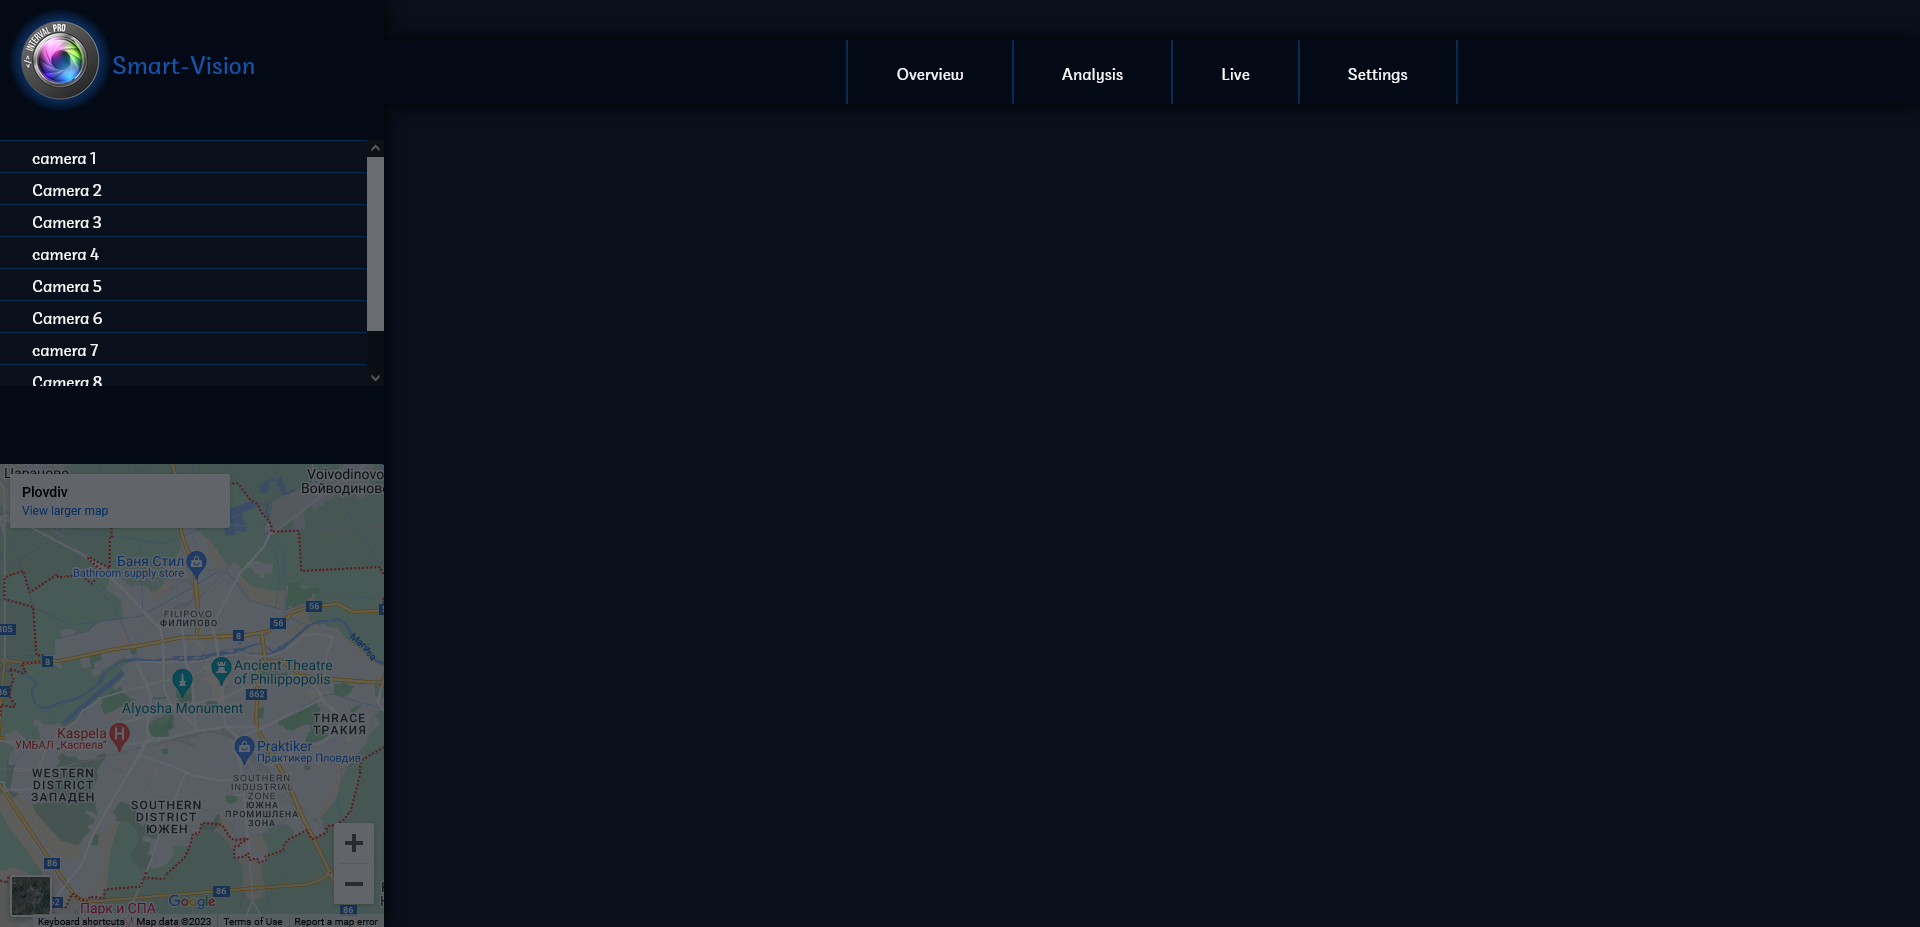 </> INTERVAL PRO
Smart-Vision
Overview
Analysis
Live
Settings
camera 1
Camera 2
Camera 3
camera 4
Camera 5
Camera 6
camera 7
Camera 8
Царацово
Voivodinovo
Войводиново
Plovdiv
View larger map
Баня Стил
Bathroom supply store
FILIPOVO
ФИЛИПОВО
56
56
805
8
8
Maritsa
86
Ancient Theatre
of Philippopolis
862
Alyosha Monument
THRACE
ТРАКИЯ
Kaspela
УМБАЛ „Каспела“
Praktiker
Практикер Пловдив
WESTERN
DISTRICT
ЗАПАДЕН
SOUTHERN
INDUSTRIAL
ZONE
ЮЖНА
ПРОМИШЛЕНА
ЗОНА
SOUTHERN
DISTRICT
ЮЖЕН
86
86
86
Google
Парк и СПА
Keyboard shortcuts
Map data ©2023
Terms of Use
Report a map error